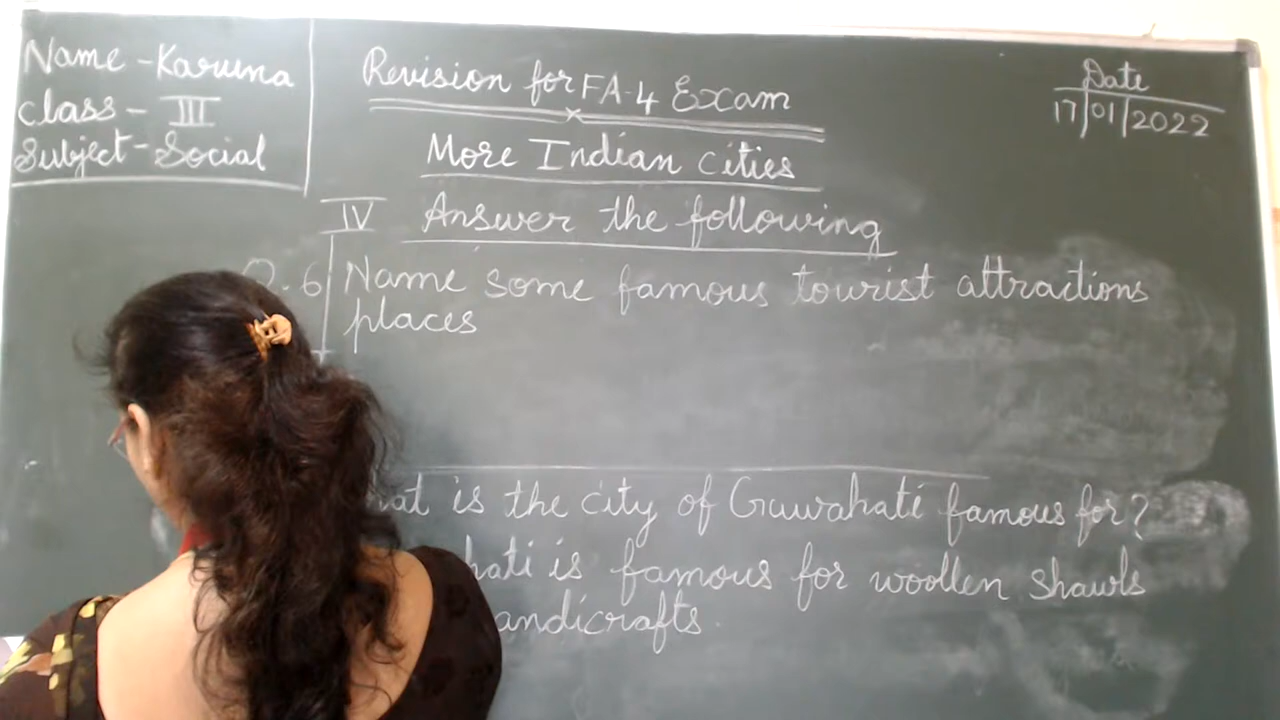 Name - Karuna
Class - III
Subject - Social
Revision for FA-4 Exam
More Indian cities
Date
17/01/2022
IV Answer the following
Q.6 Name some famous tourist attractions
places
is the city of Gawahati famous for?
is famous for woollen shawls